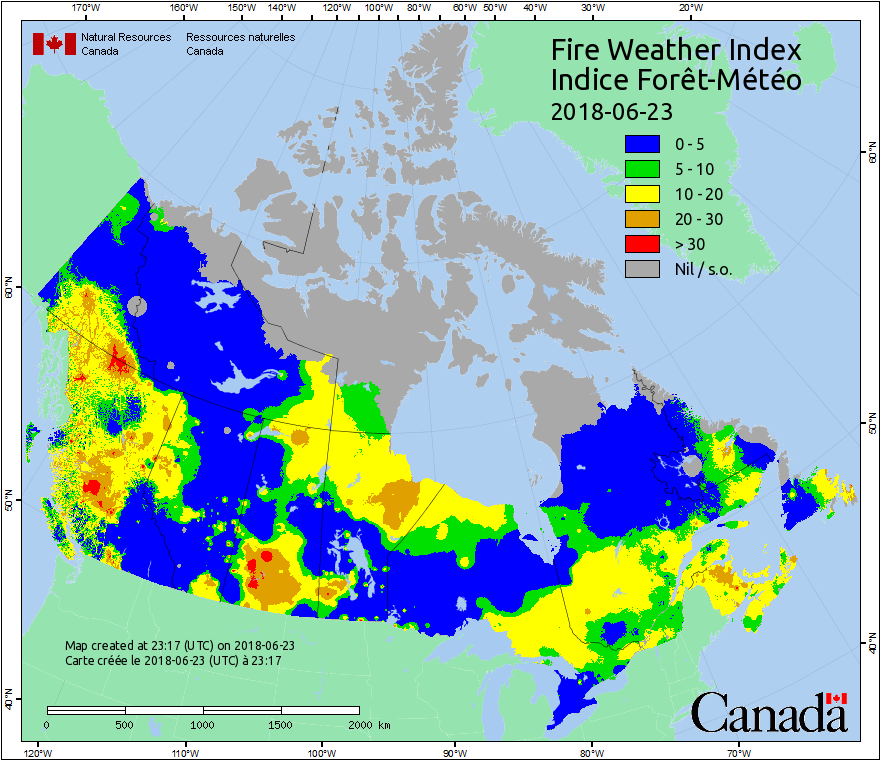 170°W 160°W 150°W 140°W 130°W 120°W 110°W 100°W 90°W 80°W 70°W 60°W 50°W 40°W 30°W 20°W
Natural Resources Ressources naturelles
Canada Canada
Fire Weather Index
Indice Forêt-Météo
2018-06-23
0 - 5
5 - 10
10 - 20
20 - 30
> 30
Nil / s.o.
60°N
60°N
50°N
50°N
40°N
40°N
Map created at 23:17 (UTC) on 2018-06-23
Carte créée le 2018-06-23 (UTC) à 23:17
0 500 1000 1500 2000 km
Canada
120°W 110°W 100°W 90°W 80°W 70°W